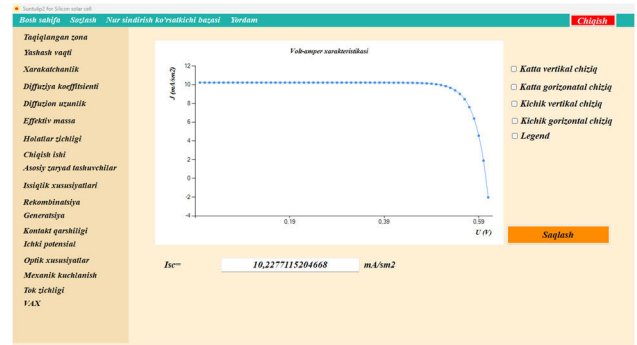 Suntulip2 for Silicon solar cell
Bosh sahifa Sozlash Nur sindirish ko'rsatkichi bazasi Yordam Chiqish
Taqiqlangan zona
Yashash vaqti
Xarakatchanlik
Diffuziya koeffitsienti
Diffuzion uzunlik
Effektiv massa
Holatlar zichligi
Chiqish ishi
Asosiy zaryad tashuvchilar
Issiqlik xususiyatlari
Rekombinatsiya
Generatsiya
Kontakt qarshiligi
Ichki potensial
Optik xususiyatlar
Mexanik kuchlanish
Tok zichligi
VAX
Volt-amper xarakteristikasi
J (mA/sm2)
12
10
8
6
4
2
0
-2
-4
0.19 0.39 0.59
U (V)
Katta vertikal chiziq
Katta gorizonatal chiziq
Kichik vertikal chiziq
Kichik gorizontal chiziq
Legend
Saqlash
Isc= 10,2277115204668 mA/sm2